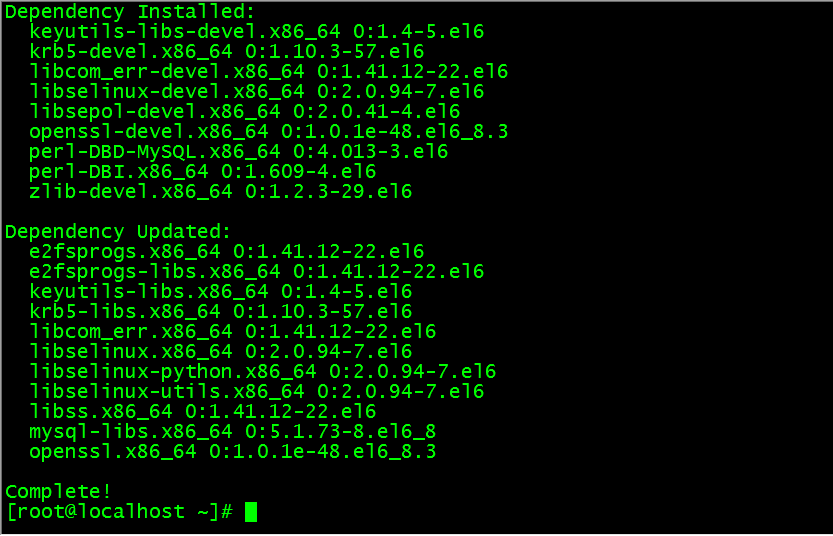 Dependency Installed:
  keyutils-libs-devel.x86_64 0:1.4-5.el6
  krb5-devel.x86_64 0:1.10.3-57.el6
  libcom_err-devel.x86_64 0:1.41.12-22.el6
  libselinux-devel.x86_64 0:2.0.94-7.el6
  libsepol-devel.x86_64 0:2.0.41-4.el6
  openssl-devel.x86_64 0:1.0.1e-48.el6_8.3
  perl-DBD-MySQL.x86_64 0:4.013-3.el6
  perl-DBI.x86_64 0:1.609-4.el6
  zlib-devel.x86_64 0:1.2.3-29.el6

Dependency Updated:
  e2fsprogs.x86_64 0:1.41.12-22.el6
  e2fsprogs-libs.x86_64 0:1.41.12-22.el6
  keyutils-libs.x86_64 0:1.4-5.el6
  krb5-libs.x86_64 0:1.10.3-57.el6
  libcom_err.x86_64 0:1.41.12-22.el6
  libselinux.x86_64 0:2.0.94-7.el6
  libselinux-python.x86_64 0:2.0.94-7.el6
  libselinux-utils.x86_64 0:2.0.94-7.el6
  libss.x86_64 0:1.41.12-22.el6
  mysql-libs.x86_64 0:5.1.73-8.el6_8
  openssl.x86_64 0:1.0.1e-48.el6_8.3

Complete!
[root@localhost ~]#